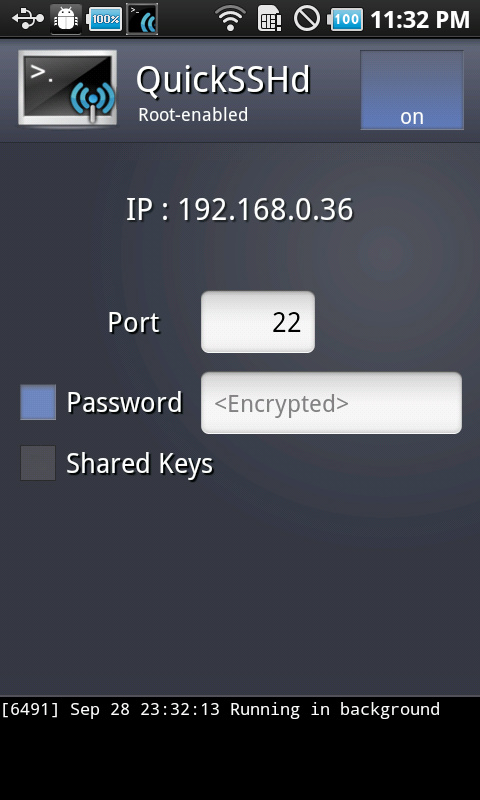 100% >. 100 11:32 PM
>. QuickSSHd
Root-enabled
on
IP : 192.168.0.36
Port 22
Password <Encrypted>
Shared Keys
[6491] Sep 28 23:32:13 Running in background